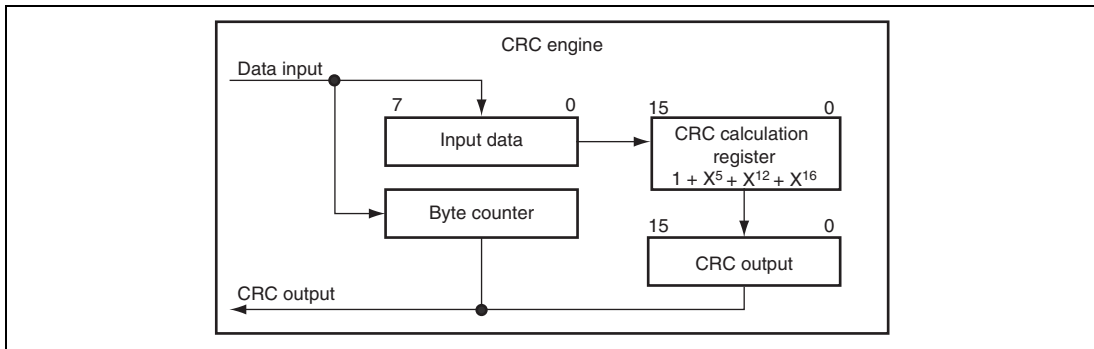 CRC engine
Data input
7 0
15 0
Input data
CRC calculation
register
1 + X⁵ + X¹² + X¹⁶
Byte counter
15 0
CRC output
CRC output